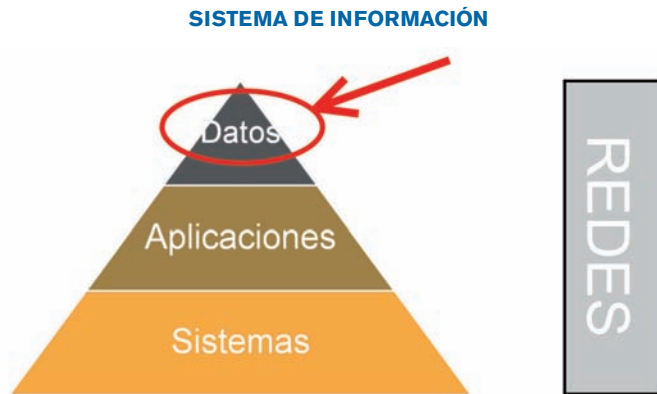 SISTEMA DE INFORMACIÓN
Datos
Aplicaciones
Sistemas
REDES